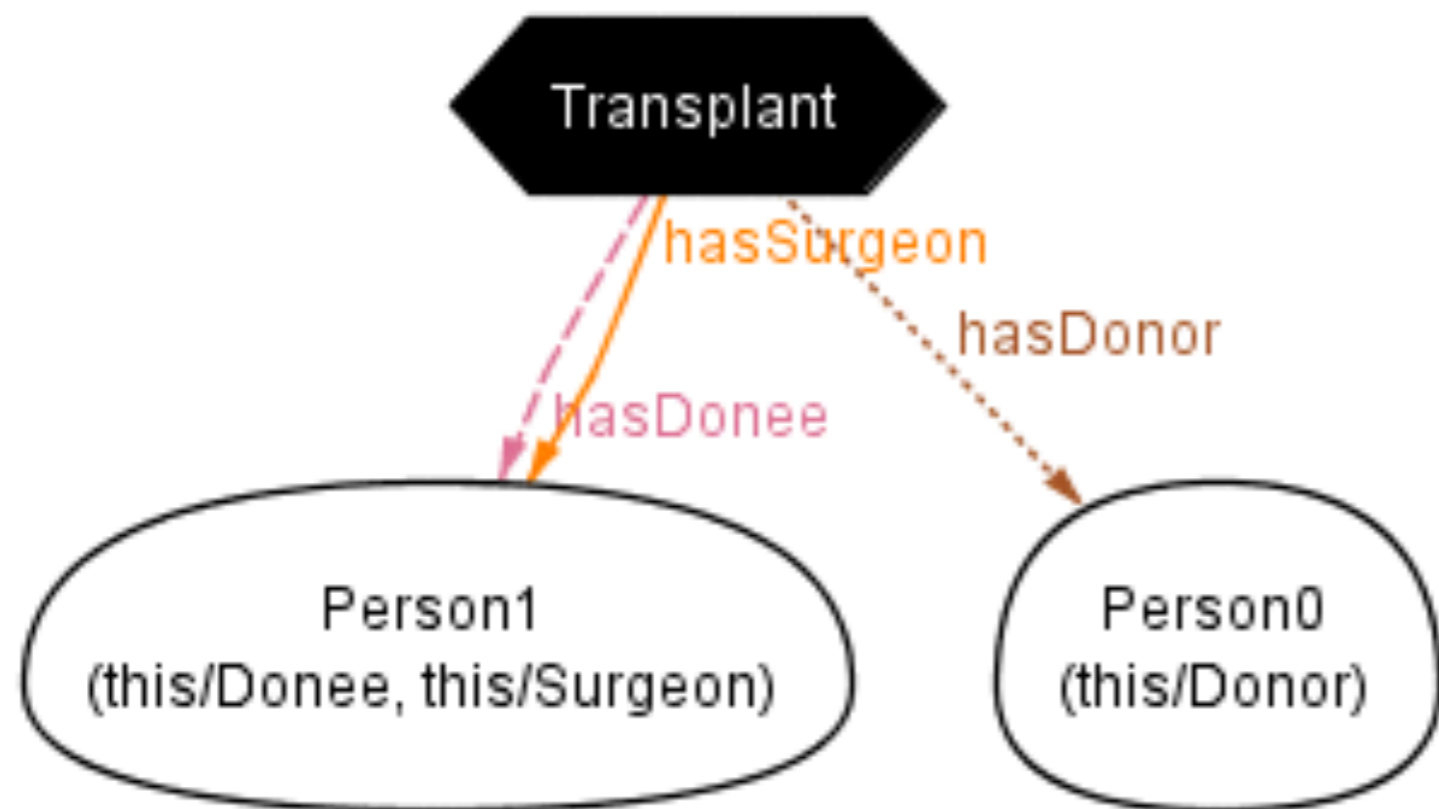 Transplant
hasSurgeon
hasDonor
hasDonee
Person1
(this/Donee, this/Surgeon)
Person0
(this/Donor)